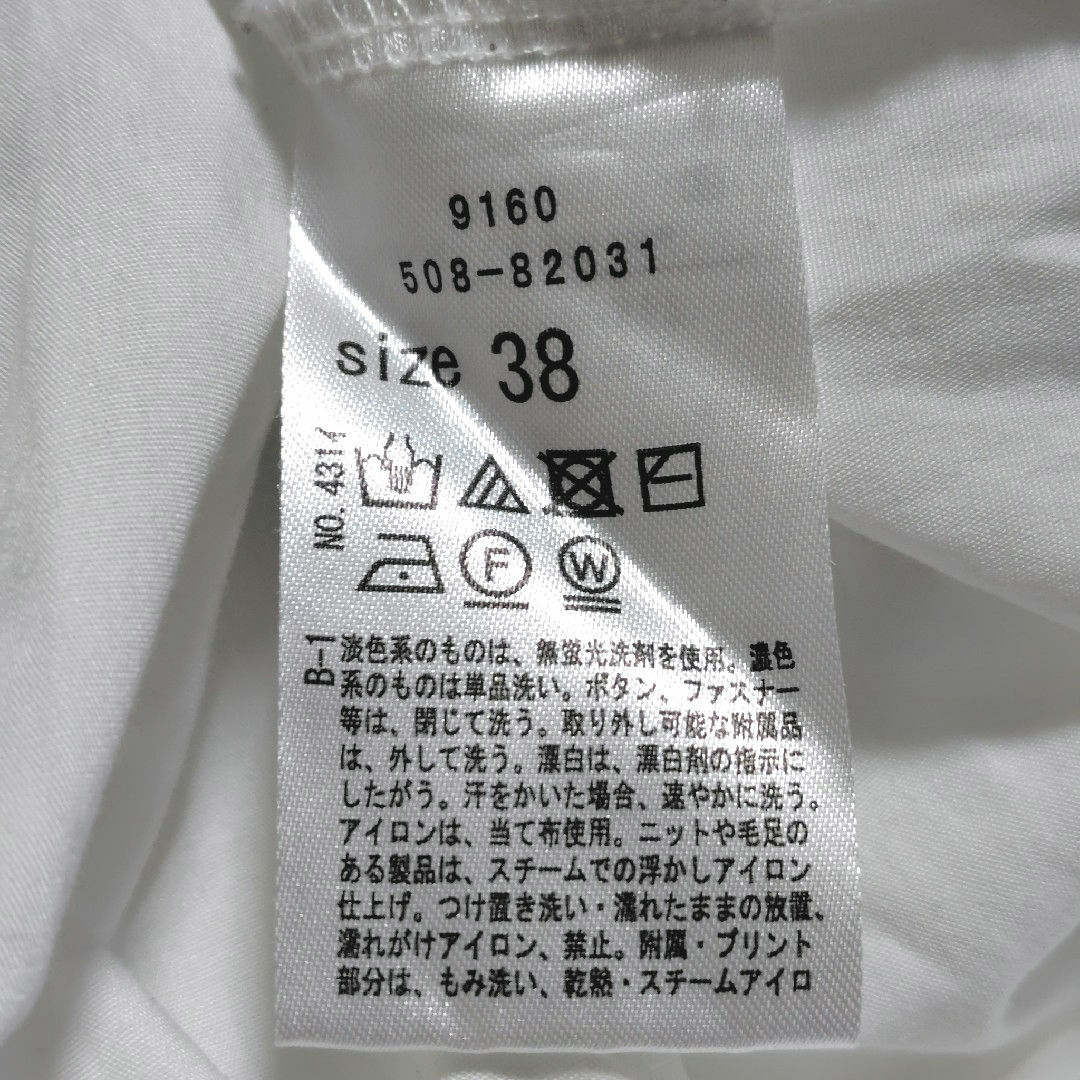 9160
508-82031
size 38
NO. 4314
F W
B-1
淡色系のものは、無蛍光洗剤を使用。濃色
系のものは単品洗い。ボタン、ファスナー
等は、閉じて洗う。取り外し可能な附属品
は、外して洗う。漂白は、漂白剤の指示に
したがう。汗をかいた場合、速やかに洗う。
アイロンは、当て布使用。ニットや毛足の
ある製品は、スチームでの浮かしアイロン
仕上げ。つけ置き洗い・濡れたままの放置、
濡れがけアイロン、禁止。附属・プリント
部分は、もみ洗い、乾熱・スチームアイロ